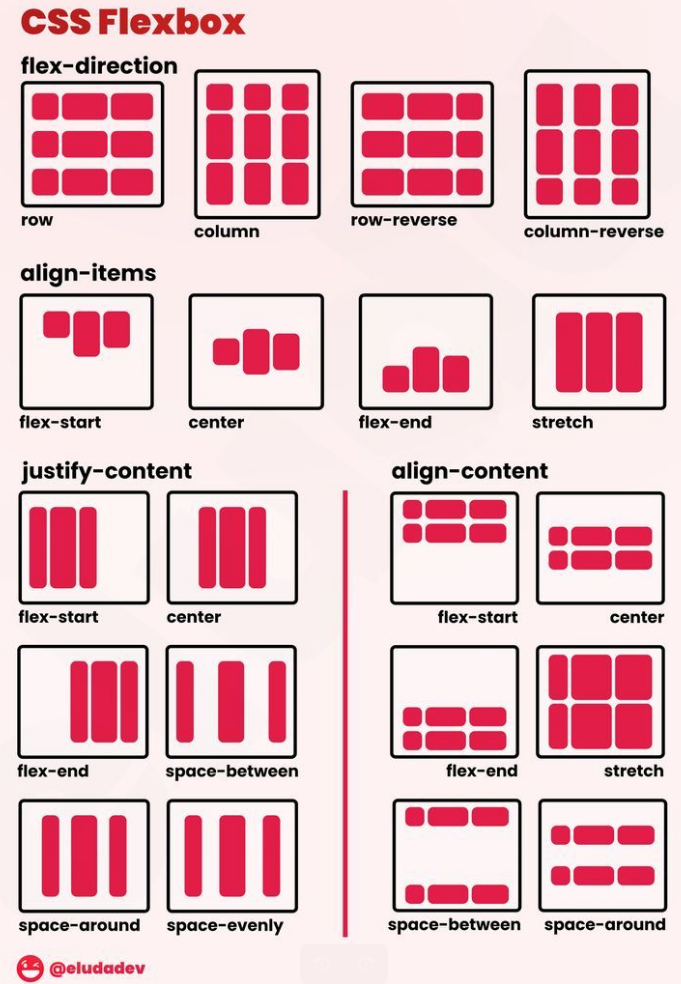 CSS Flexbox
flex-direction
row
column
row-reverse
column-reverse
align-items
flex-start
center
flex-end
stretch
justify-content
flex-start
center
flex-end
space-between
space-around
space-evenly
align-content
flex-start
center
flex-end
stretch
space-between
space-around
@eludadev